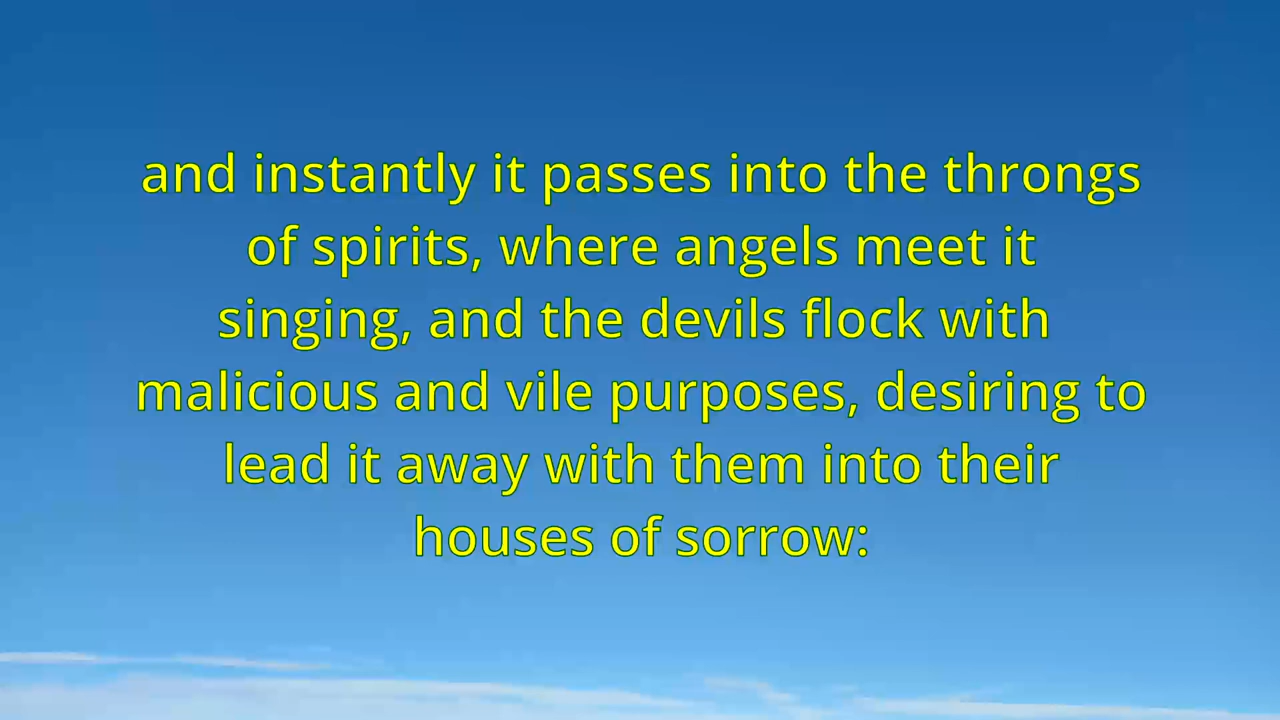 and instantly it passes into the throngs
of spirits, where angels meet it
singing, and the devils flock with
malicious and vile purposes, desiring to
lead it away with them into their
houses of sorrow: